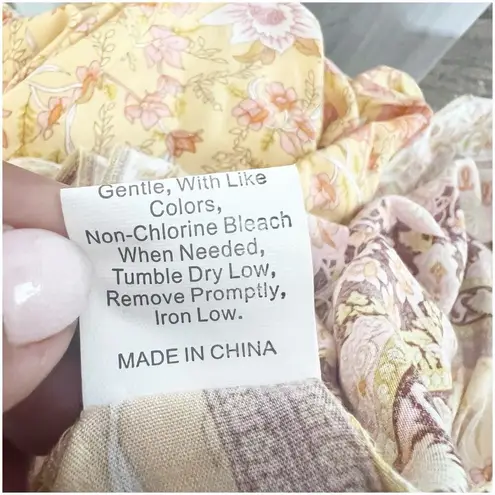 Gentle, With Like
Colors,
Non-Chlorine Bleach
When Needed,
Tumble Dry Low,
Remove Promptly,
Iron Low.
MADE IN CHINA